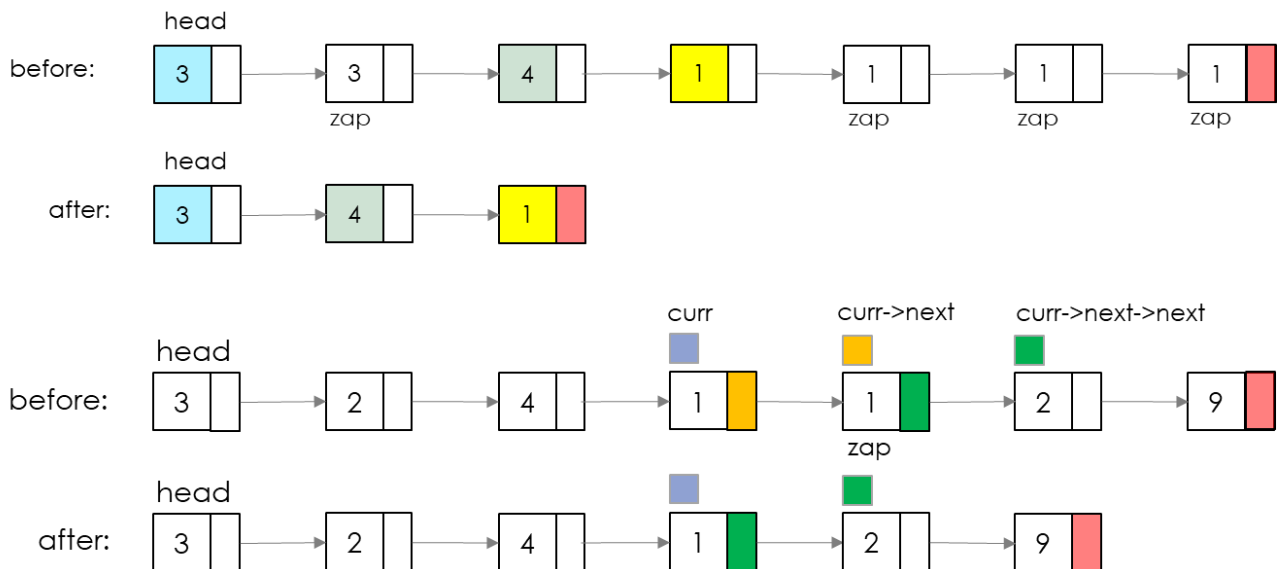 head
before: 3 3 4 1 1 1 1
zap zap zap zap
head
after: 3 4 1
curr curr->next curr->next->next
head
before: 3 2 4 1 1 2 9
zap
head
after: 3 2 4 1 2 9